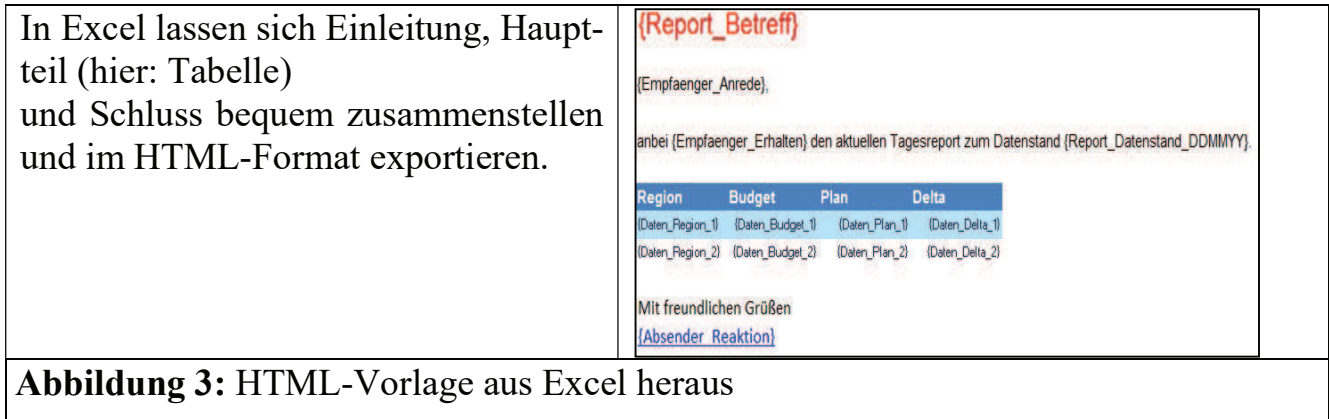 In Excel lassen sich Einleitung, Haupt-
teil (hier: Tabelle)
und Schluss bequem zusammenstellen
und im HTML-Format exportieren.
{Report_Betreff}
{Empfaenger_Anrede},
anbei {Empfaenger_Erhalten} den aktuellen Tagesreport zum Datenstand {Report_Datenstand_DDMMYY}.
Region Budget Plan Delta
{Daten_Region_1} {Daten_Budget_1} {Daten_Plan_1} {Daten_Delta_1}
{Daten_Region_2} {Daten_Budget_2} {Daten_Plan_2} {Daten_Delta_2}
Mit freundlichen Grüßen
{Absender_Reaktion}
Abbildung 3: HTML-Vorlage aus Excel heraus